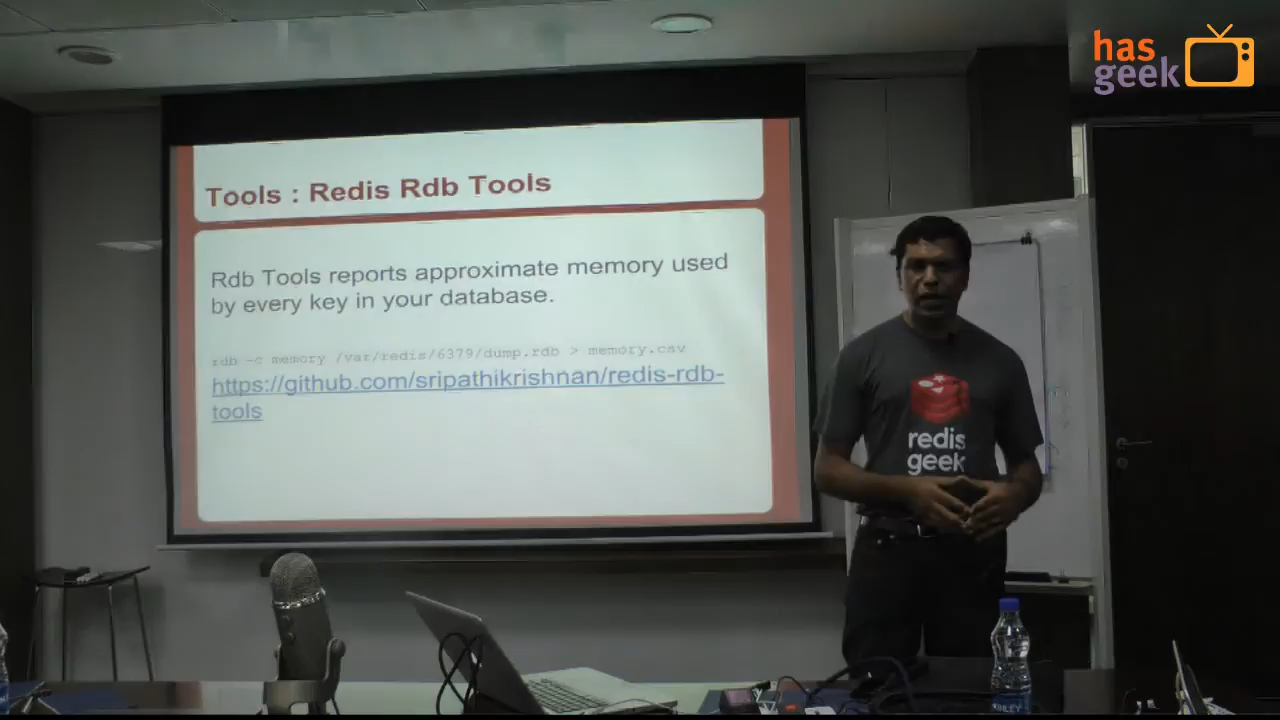 has
geek
Tools : Redis Rdb Tools
Rdb Tools reports approximate memory used
by every key in your database.
rdb -c memory /var/redis/6379/dump.rdb > memory.csv
https://github.com/sripathikrishnan/redis-rdb-
tools
redis
geek